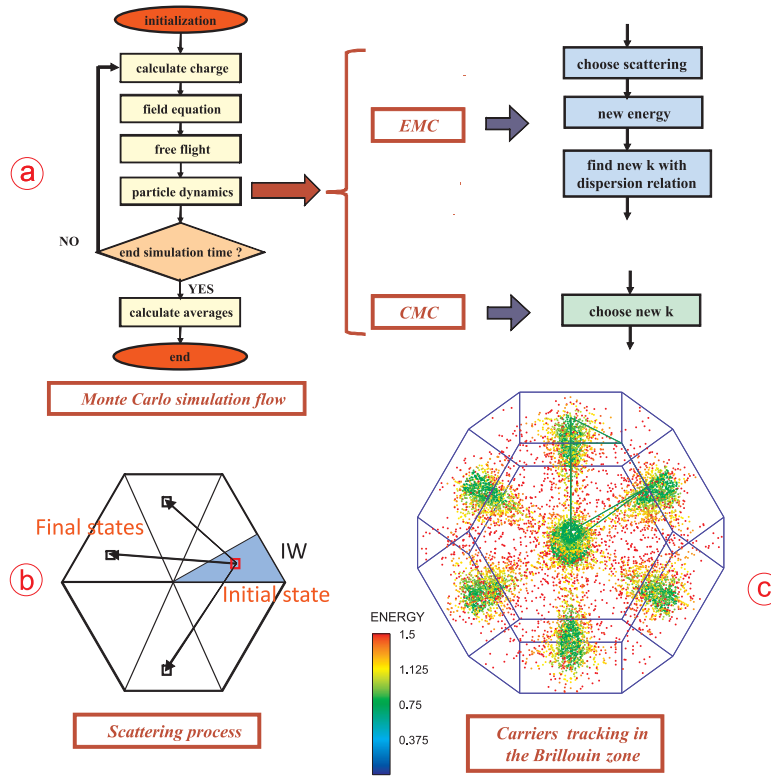 initialization
calculate charge
field equation
free flight
particle dynamics
end simulation time ?
NO
YES
calculate averages
end
Monte Carlo simulation flow
a
EMC
choose scattering
new energy
find new k with
dispersion relation
CMC
choose new k
Final states
IW
Initial state
b
Scattering process
ENERGY
1.5
1.125
0.75
0.375
c
Carriers tracking in
the Brillouin zone